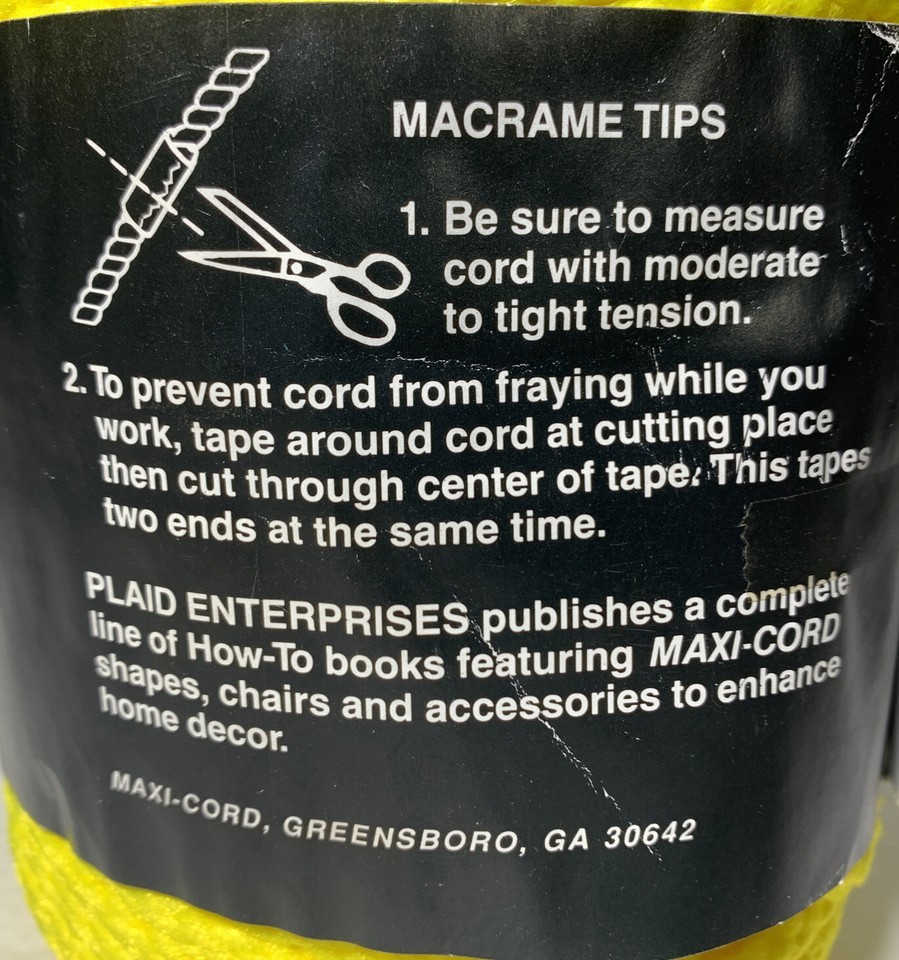 MACRAME TIPS
1. Be sure to measure
cord with moderate
to tight tension.
2. To prevent cord from fraying while you
work, tape around cord at cutting place
then cut through center of tape. This tapes
two ends at the same time.
PLAID ENTERPRISES publishes a complete
line of How-To books featuring MAXI-CORD
shapes, chairs and accessories to enhance
home decor.
MAXI-CORD, GREENSBORO, GA 30642